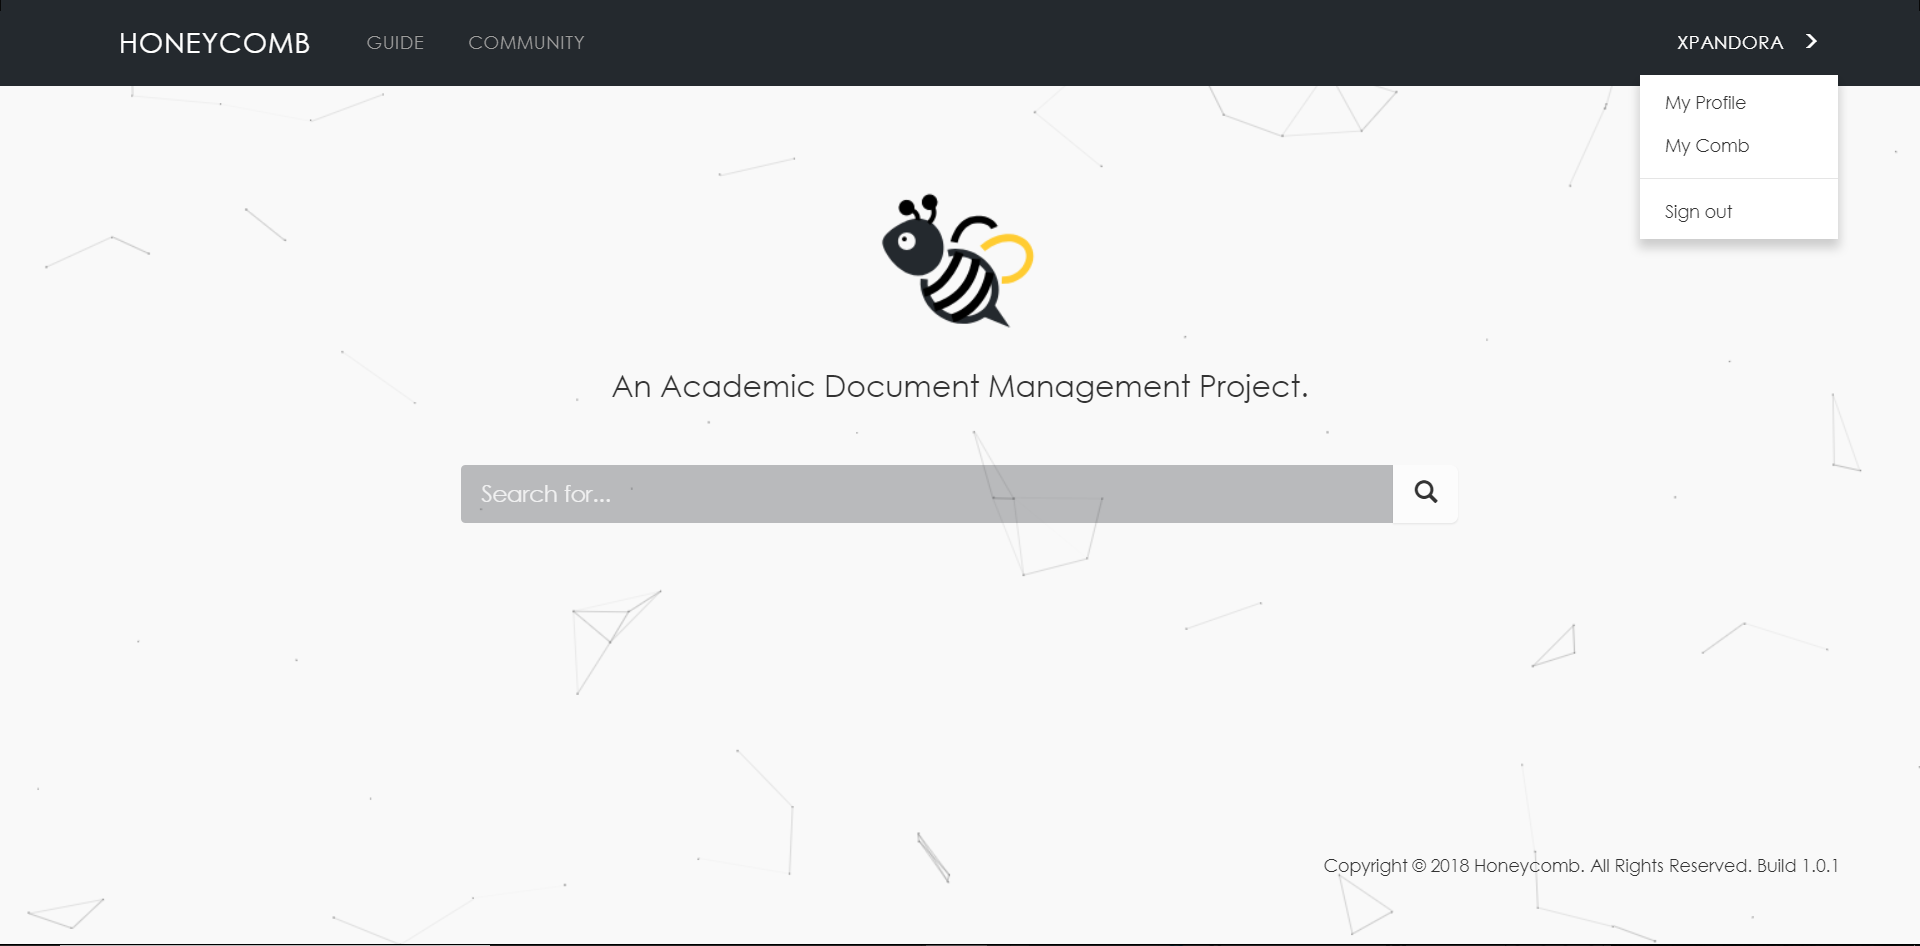 HONEYCOMB GUIDE COMMUNITY XPANDORA
My Profile
My Comb
Sign out
An Academic Document Management Project.
Search for...
Copyright © 2018 Honeycomb. All Rights Reserved. Build 1.0.1